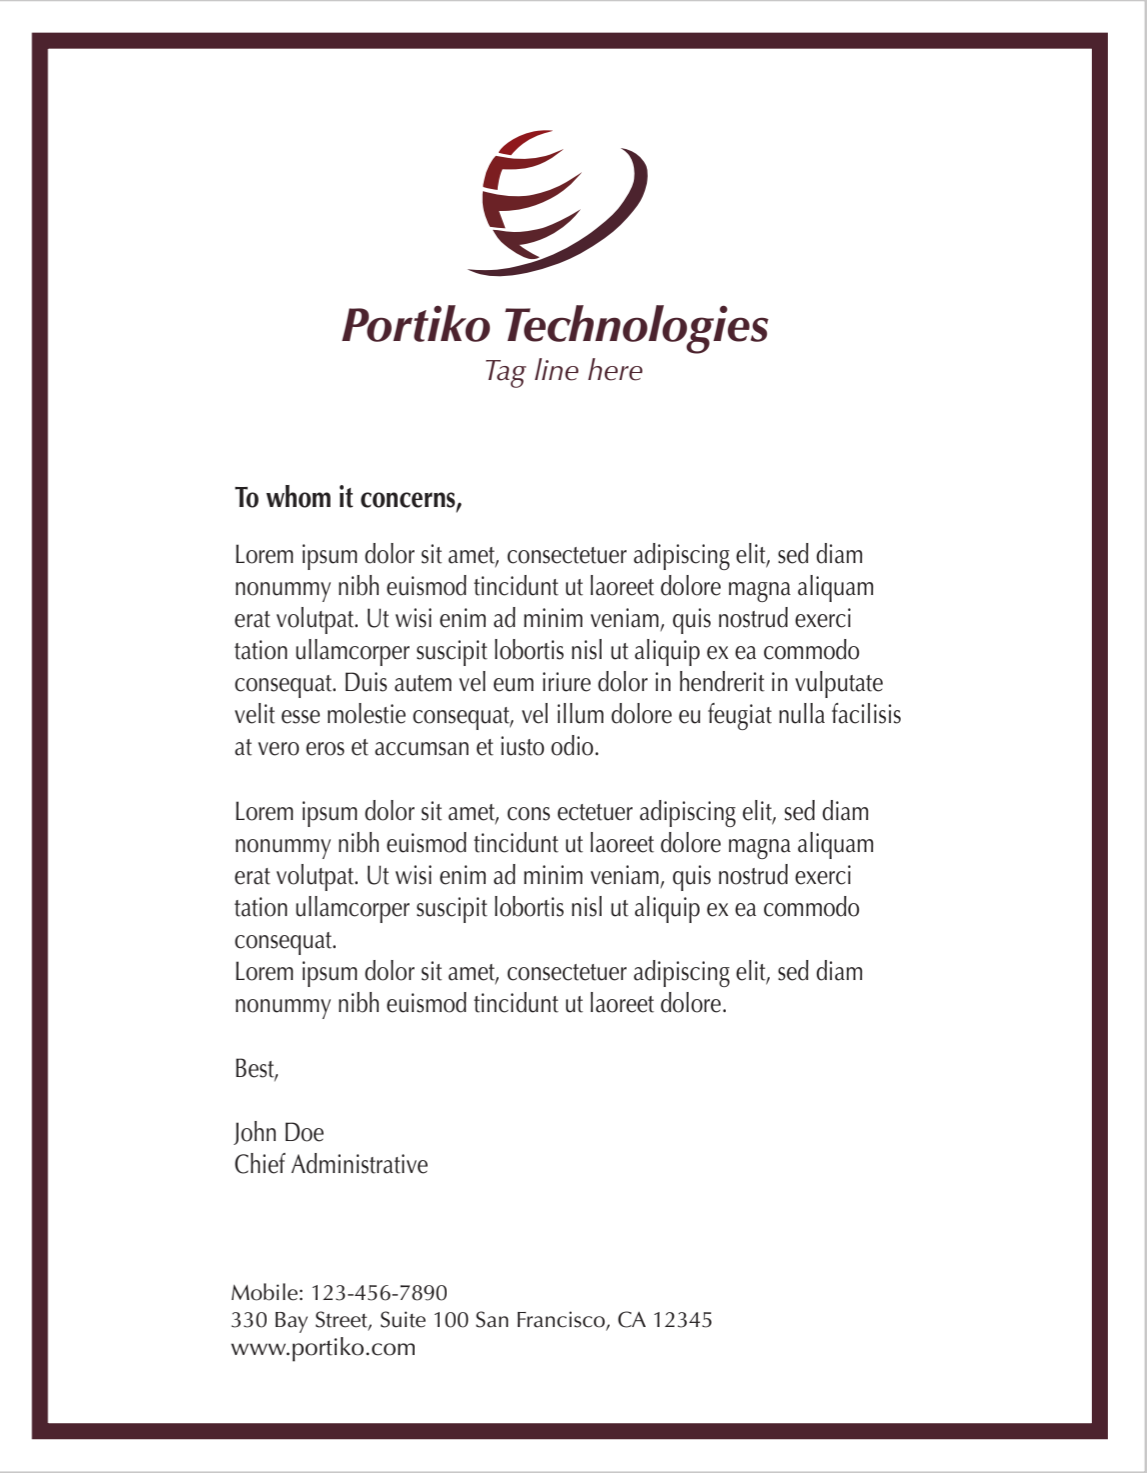 Portiko Technologies
Tag line here
To whom it concerns,
Lorem ipsum dolor sit amet, consectetuer adipiscing elit, sed diam
nonummy nibh euismod tincidunt ut laoreet dolore magna aliquam
erat volutpat. Ut wisi enim ad minim veniam, quis nostrud exerci
tation ullamcorper suscipit lobortis nisl ut aliquip ex ea commodo
consequat. Duis autem vel eum iriure dolor in hendrerit in vulputate
velit esse molestie consequat, vel illum dolore eu feugiat nulla facilisis
at vero eros et accumsan et iusto odio.
Lorem ipsum dolor sit amet, cons ectetuer adipiscing elit, sed diam
nonummy nibh euismod tincidunt ut laoreet dolore magna aliquam
erat volutpat. Ut wisi enim ad minim veniam, quis nostrud exerci
tation ullamcorper suscipit lobortis nisl ut aliquip ex ea commodo
consequat.
Lorem ipsum dolor sit amet, consectetuer adipiscing elit, sed diam
nonummy nibh euismod tincidunt ut laoreet dolore.
Best,
John Doe
Chief Administrative
Mobile: 123-456-7890
330 Bay Street, Suite 100 San Francisco, CA 12345
www.portiko.com